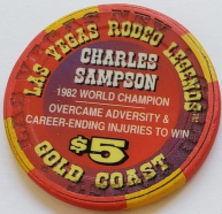 LAS VEGAS RODEO LEGENDS
CHARLES
SAMPSON
1982 WORLD CHAMPION
OVERCAME ADVERSITY &
CAREER-ENDING INJURIES TO WIN
$5
GOLD COAST